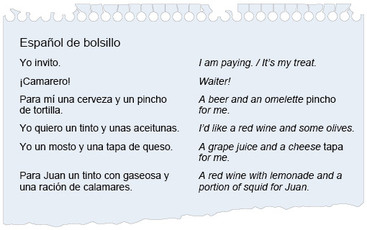 Español de bolsillo
Yo invito. I am paying. / It's my treat.
¡Camarero! Waiter!
Para mí una cerveza y un pincho A beer and an omelette pincho
de tortilla. for me.
Yo quiero un tinto y unas aceitunas. I'd like a red wine and some olives.
Yo un mosto y una tapa de queso. A grape juice and a cheese tapa
for me.
Para Juan un tinto con gaseosa y A red wine with lemonade and a
una ración de calamares. portion of squid for Juan.